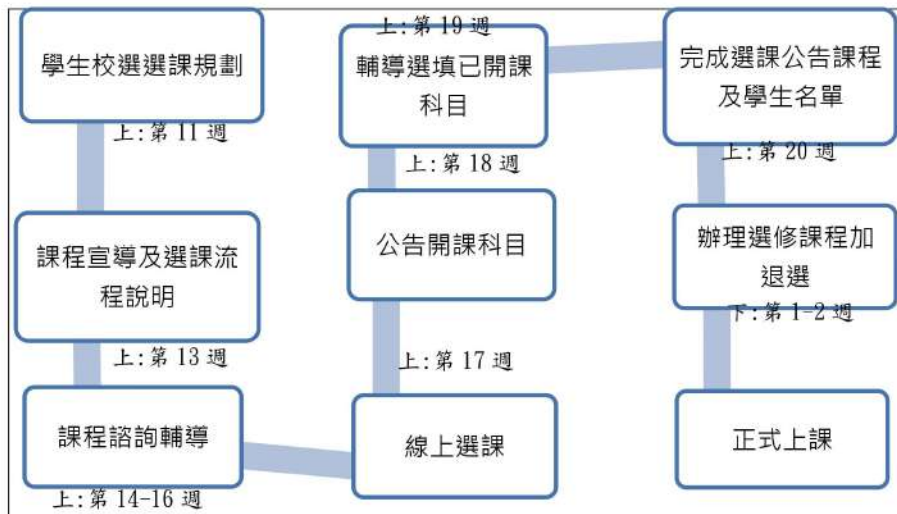 學生校選選課規劃
上:第 11 週
課程宣導及選課流
程說明
上:第 13 週
課程諮詢輔導
上:第 14-16 週
線上選課
上:第 17 週
公告開課科目
上:第 18 週
輔導選填已開課
科目
上:第 19 週
完成選課公告課程
及學生名單
上:第 20 週
辦理選修課程加
退選
下:第 1-2 週
正式上課